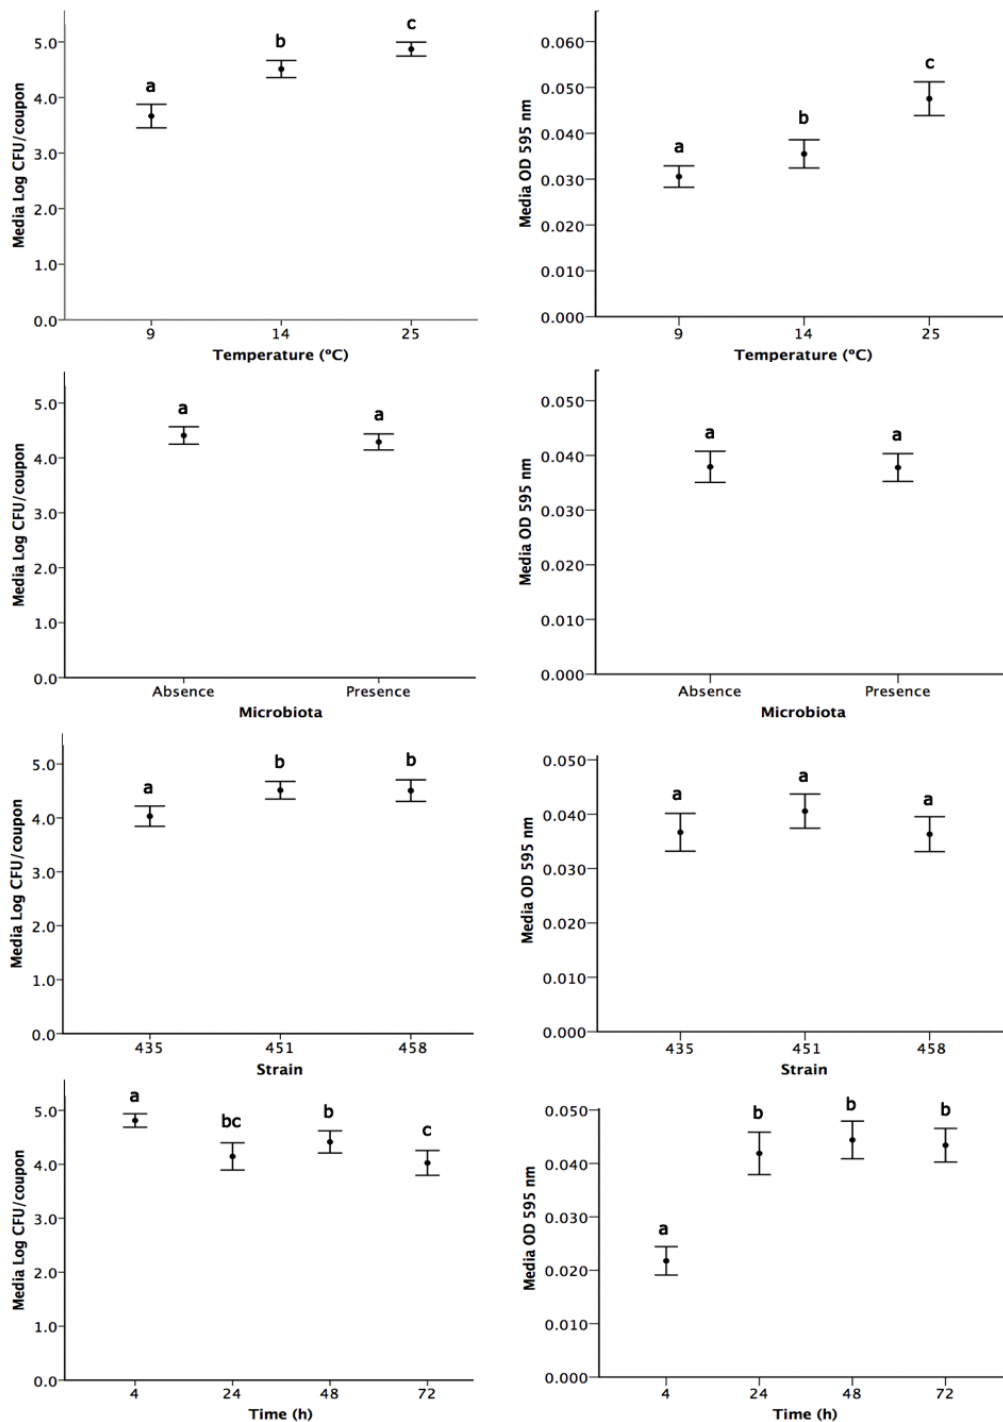 Media Log CFU/coupon
5.0
4.0
3.0
2.0
1.0
0.0
a
b
c
9 14 25
Temperature (ºC)
Media OD 595 nm
0.060
0.050
0.040
0.030
0.020
0.010
0.000
a
b
c
9 14 25
Temperature (ºC)
Media Log CFU/coupon
5.0
4.0
3.0
2.0
1.0
0.0
a a
Absence Presence
Microbiota
Media OD 595 nm
0.050
0.040
0.030
0.020
0.010
0.000
a a
Absence Presence
Microbiota
Media Log CFU/coupon
5.0
4.0
3.0
2.0
1.0
0.0
a b b
435 451 458
Strain
Media OD 595 nm
0.050
0.040
0.030
0.020
0.010
0.000
a a a
435 451 458
Strain
Media Log CFU/coupon
5.0
4.0
3.0
2.0
1.0
0.0
a bc b c
4 24 48 72
Time (h)
Media OD 595 nm
0.050
0.040
0.030
0.020
0.010
0.000
a b b b
4 24 48 72
Time (h)